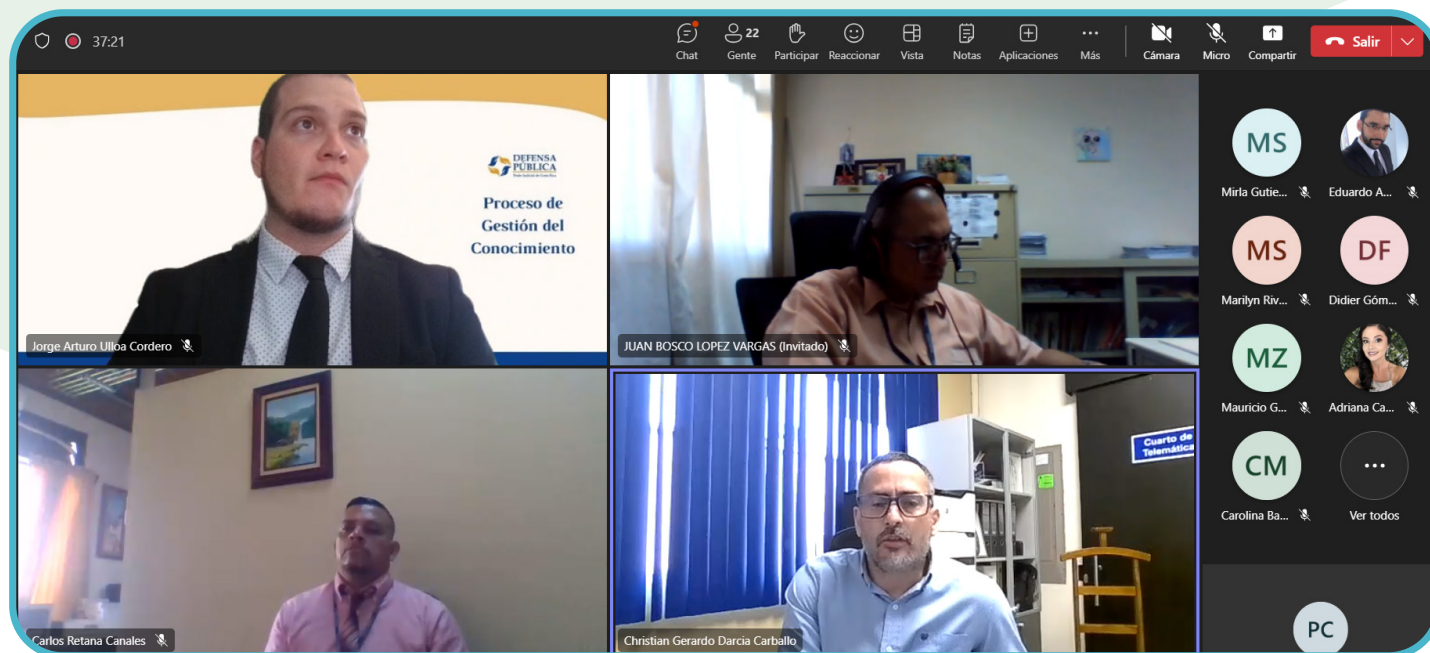 37:21
22
Chat
Gente
Participar
Reaccionar
Vista
Notas
Aplicaciones
Más
Cámara
Micro
Compartir
Salir
DEFENSA
PÚBLICA
Proceso de
Gestión del
Conocimiento
Jorge Arturo Ulloa Cordero
JUAN BOSCO LOPEZ VARGAS (Invitado)
Cuarto de
Telemática
Carlos Retana Canales
Christian Gerardo Darcia Carballo
MS
Mirla Gutie...
Eduardo A...
MS
Marilyn Riv...
DF
Didier Góm...
MZ
Mauricio G...
Adriana Ca...
CM
Carolina Ba...
Ver todos
PC